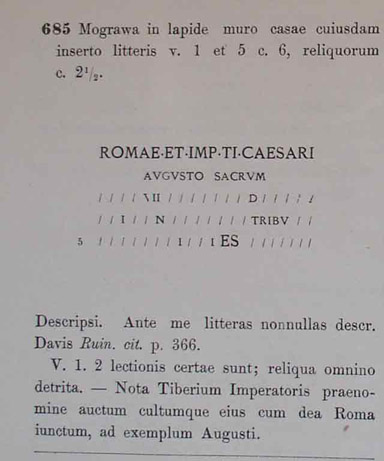 685 Mograwa in lapide muro casae cuiusdam
inserto litteris v. 1 et 5 c. 6, reliquorum
c. 2 1/2.
ROMAE·ET·IMP·TI·CAESARI
AVGVSTO SACRVM
/ / / / \II / / / / / / / / D / / / / /
/ / I / / N / / / / / / / TRIBV / /
5 / / / / / / / I / / I ES / / / / / / /
Descripsi. Ante me litteras nonnullas descr.
Davis Ruin. cit. p. 366.
V. 1. 2 lectionis certae sunt; reliqua omnino
detrita. — Nota Tiberium Imperatoris praeno-
mine auctum cultumque eius cum dea Roma
iunctum, ad exemplum Augusti.